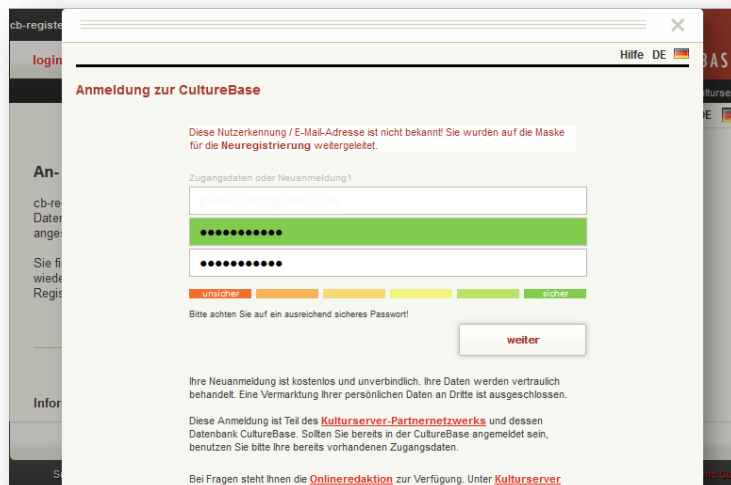 cb-registe
login
Hilfe DE
BAS
Anmeldung zur CultureBase
DE
Diese Nutzerkennung / E-Mail-Adresse ist nicht bekannt! Sie wurden auf die Maske
für die Neuregistrierung weitergeleitet.
An-
Zugangsdaten oder Neuanmeldung1
cb-re
Daten
anges
Sie fi
wiede
Regis
unsicher
sicher
Bitte achten Sie auf ein ausreichend sicheres Passwort!
weiter
Ihre Neuanmeldung ist kostenlos und unverbindlich. Ihre Daten werden vertraulich
behandelt. Eine Vermarktung Ihrer persönlichen Daten an Dritte ist ausgeschlossen.
Infor
Diese Anmeldung ist Teil des Kulturserver-Partnernetzwerks und dessen
Datenbank CultureBase. Sollten Sie bereits in der CultureBase angemeldet sein,
benutzen Sie bitte Ihre bereits vorhandenen Zugangsdaten.
Bei Fragen steht Ihnen die Onlineredaktion zur Verfügung. Unter Kulturserver